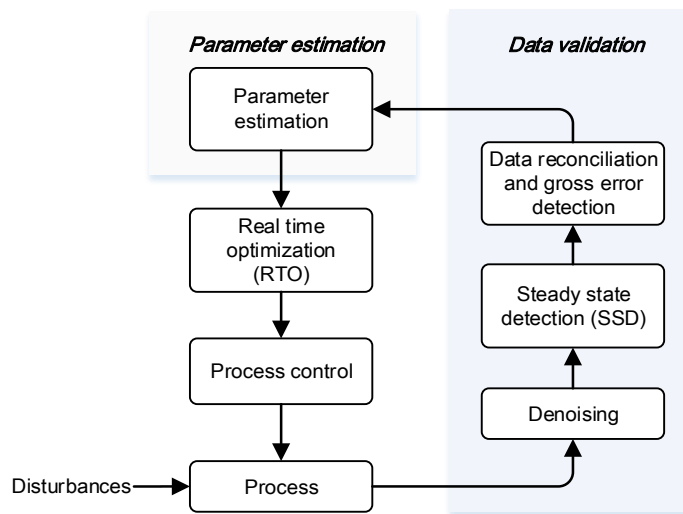 Parameter estimation
Data validation
Parameter
estimation
Data reconciliation
and gross error
detection
Real time
optimization
(RTO)
Steady state
detection (SSD)
Process control
Denoising
Disturbances
Process